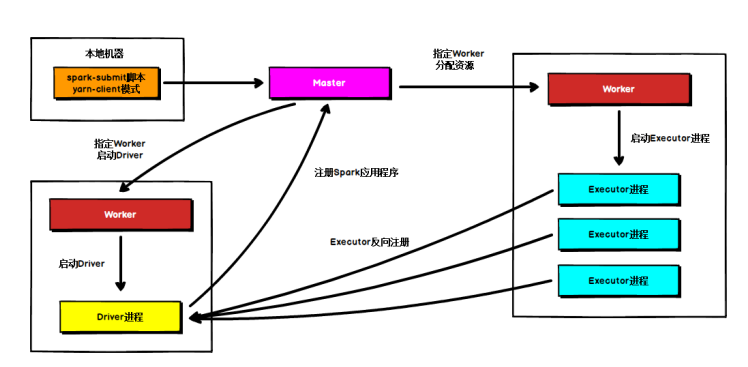 本地机器
spark-submit脚本
yarn-client模式
Master
指定Worker
分配资源
Worker
启动Executor进程
指定Worker
启动Driver
注册Spark应用程序
Executor进程
Worker
Executor反向注册
Executor进程
启动Driver
Executor进程
Driver进程